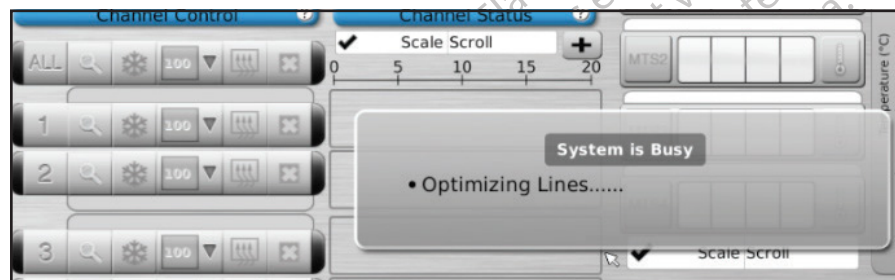 Channel Control ?
Channel Status ?
ALL 100
Scale Scroll +
0 5 10 15 20
MTS2
perature (°C)
1 100
2 100
3 100
System is Busy
• Optimizing Lines......
Scale Scroll